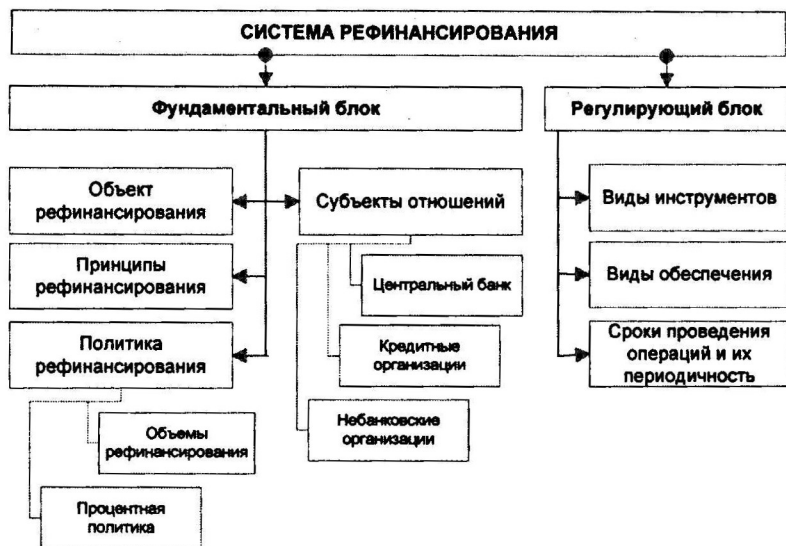 СИСТЕМА РЕФИНАНСИРОВАНИЯ
Фундаментальный блок
Регулирующий блок
Объект
рефинансирования
Субъекты отношений
Виды инструментов
Принципы
рефинансирования
Центральный банк
Виды обеспечения
Политика
рефинансирования
Кредитные
организации
Сроки проведения
операций и их
периодичность
Объемы
рефинансирования
Небанковские
организации
Процентная
политика